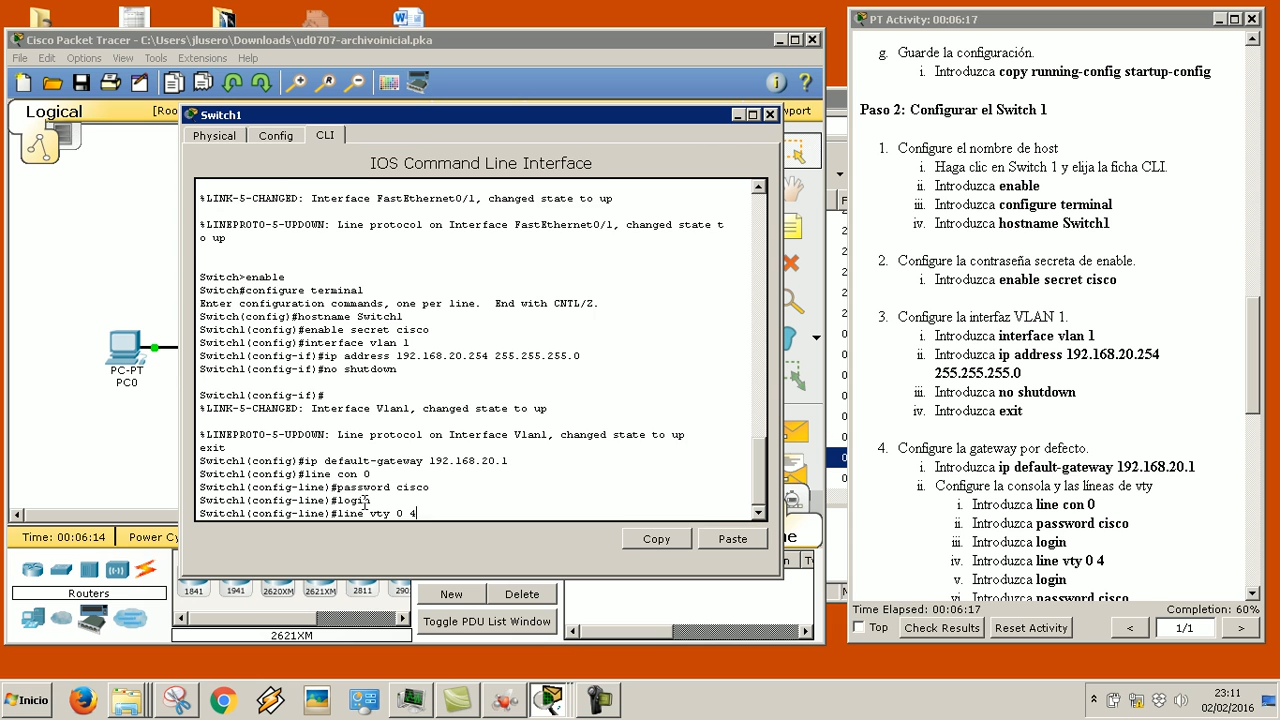 Cisco Packet Tracer - C:\Users\jlusero\Downloads\ud0707-archivoinicial.pka
File Edit Options View Tools Extensions Help
Logical
[Roo
PC-PT
PC0
Time: 00:06:14
Power Cy
Routers
1841 1941 2620XM 2621XM 2811 290
2621XM
New
Delete
Toggle PDU List Window
Switch1
Physical
Config
CLI
IOS Command Line Interface
%LINK-5-CHANGED: Interface FastEthernet0/1, changed state to up
%LINEPROTO-5-UPDOWN: Line protocol on Interface FastEthernet0/1, changed state t
o up
Switch>enable
Switch#configure terminal
Enter configuration commands, one per line. End with CNTL/Z.
Switch(config)#hostname Switch1
Switch1(config)#enable secret cisco
Switch1(config)#interface vlan 1
Switch1(config-if)#ip address 192.168.20.254 255.255.255.0
Switch1(config-if)#no shutdown
Switch1(config-if)#
%LINK-5-CHANGED: Interface Vlan1, changed state to up
%LINEPROTO-5-UPDOWN: Line protocol on Interface Vlan1, changed state to up
exit
Switch1(config)#ip default-gateway 192.168.20.1
Switch1(config)#line con 0
Switch1(config-line)#password cisco
Switch1(config-line)#login
Switch1(config-line)#line vty 0 4
Copy
Paste
PT Activity: 00:06:17
g. Guarde la configuración.
i. Introduzca copy running-config startup-config
Paso 2: Configurar el Switch 1
1. Configure el nombre de host
i. Haga clic en Switch 1 y elija la ficha CLI.
ii. Introduzca enable
iii. Introduzca configure terminal
iv. Introduzca hostname Switch1
2. Configure la contraseña secreta de enable.
i. Introduzca enable secret cisco
3. Configure la interfaz VLAN 1.
i. Introduzca interface vlan 1
ii. Introduzca ip address 192.168.20.254
255.255.255.0
iii. Introduzca no shutdown
iv. Introduzca exit
4. Configure la gateway por defecto.
i. Introduzca ip default-gateway 192.168.20.1
ii. Configure la consola y las líneas de vty
i. Introduzca line con 0
ii. Introduzca password cisco
iii. Introduzca login
iv. Introduzca line vty 0 4
v. Introduzca login
vi. Introduzca password cisco
Time Elapsed: 00:06:17
Completion: 60%
Top
Check Results
Reset Activity
<
1/1
>
Inicio
23:11
02/02/2016